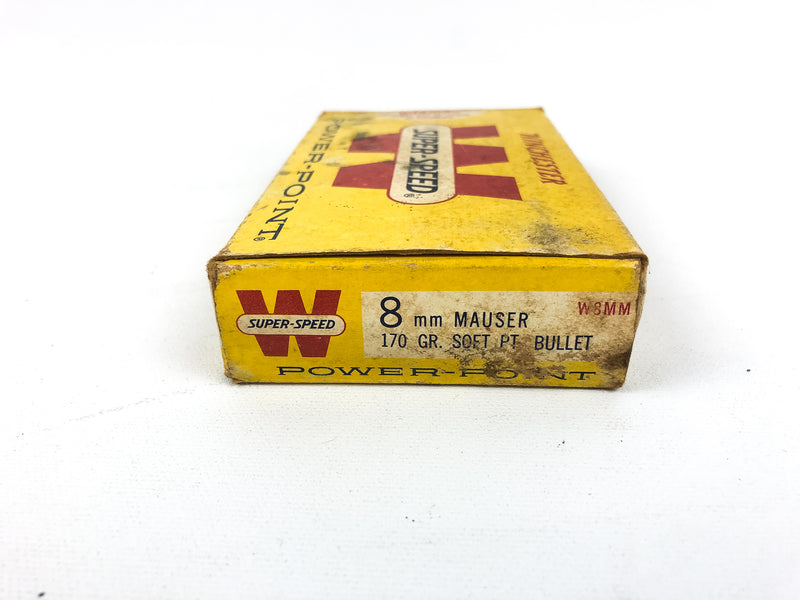 POWER-POINT®
W
SUPER-SPEED®
WINCHESTER
W
SUPER-SPEED
8 mm MAUSER
W8MM
170 GR. SOFT PT. BULLET
POWER-POINT